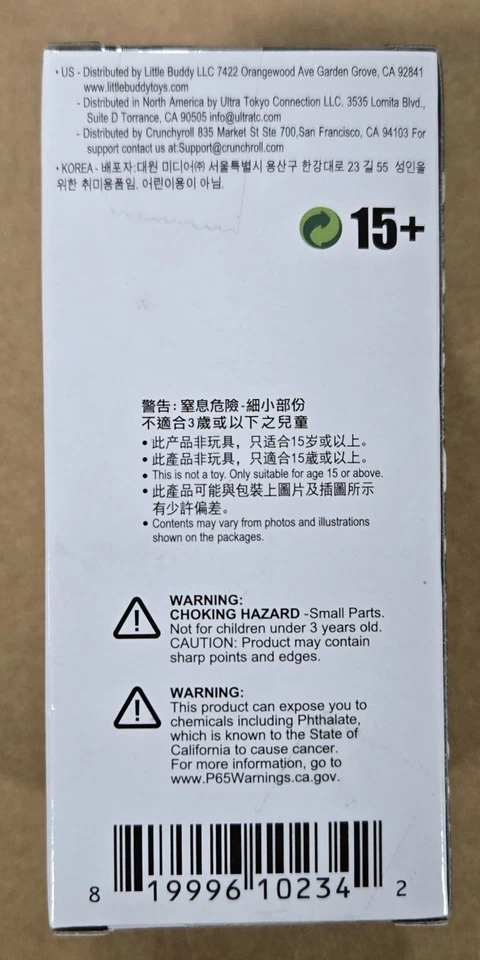 • US - Distributed by Little Buddy LLC 7422 Orangewood Ave Garden Grove, CA 92841
www.littlebuddytoys.com
- Distributed in North America by Ultra Tokyo Connection LLC. 3535 Lomita Blvd.,
Suite D Torrance, CA 90505 info@ultratc.com
- Distributed by Crunchyroll 835 Market St Ste 700,San Francisco, CA 94103 For
support contact us at:Support@crunchroll.com
• KOREA - 배포자:대원 미디어㈜ 서울특별시 용산구 한강대로 23 길 55 성인을
위한 취미용품임. 어린이용이 아님.
15+
警告: 窒息危險-細小部份
不適合3歲或以下之兒童
• 此产品非玩具，只适合15岁或以上。
• 此產品非玩具，只適合15歲或以上。
• This is not a toy. Only suitable for age 15 or above.
• 此產品可能與包裝上圖片及插圖所示
有少許偏差。
• Contents may vary from photos and illustrations
shown on the packages.
WARNING:
CHOKING HAZARD -Small Parts.
Not for children under 3 years old.
CAUTION: Product may contain
sharp points and edges.
WARNING:
This product can expose you to
chemicals including Phthalate,
which is known to the State of
California to cause cancer.
For more information, go to
www.P65Warnings.ca.gov.
8 19996 10234 2